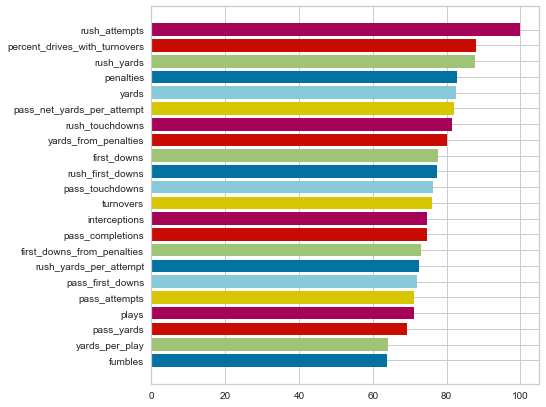 rush_attempts
percent_drives_with_turnovers
rush_yards
penalties
yards
pass_net_yards_per_attempt
rush_touchdowns
yards_from_penalties
first_downs
rush_first_downs
pass_touchdowns
turnovers
interceptions
pass_completions
first_downs_from_penalties
rush_yards_per_attempt
pass_first_downs
pass_attempts
plays
pass_yards
yards_per_play
fumbles
0 20 40 60 80 100